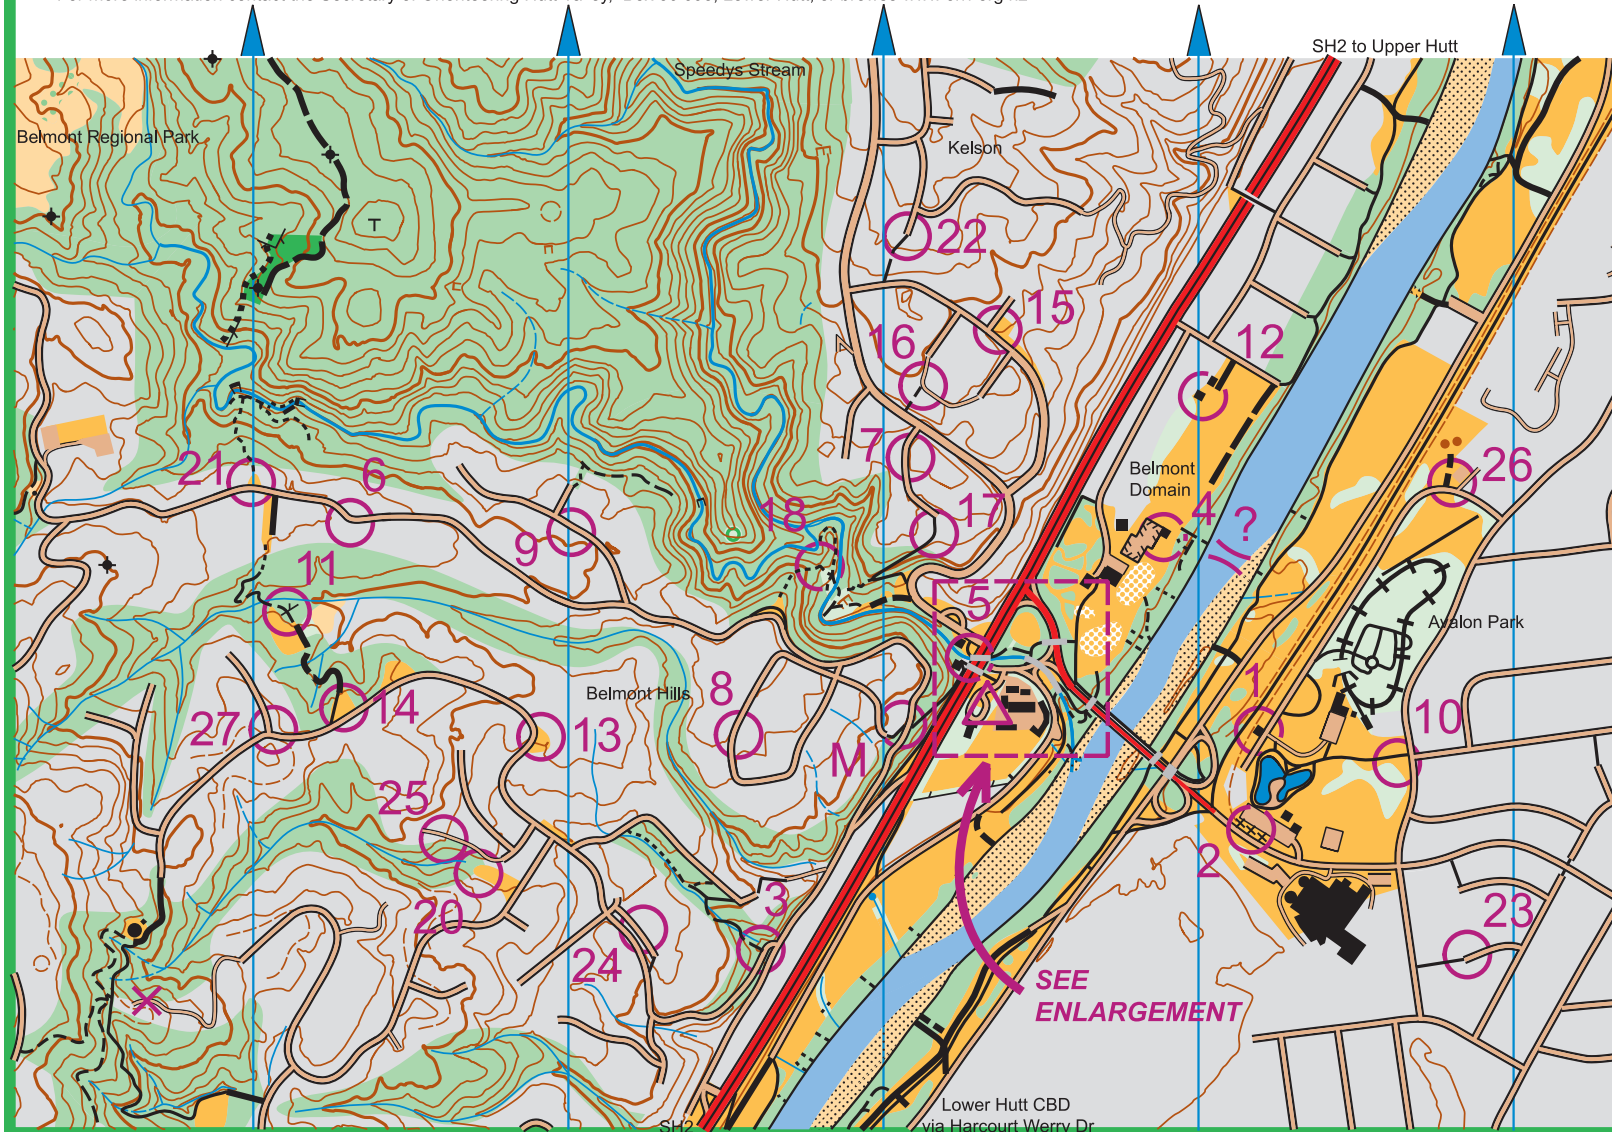 SH2 to Upper Hutt
Speedys Stream
Belmont Regional Park
Kelson
T
22
15
16
12
7
Belmont
Domain
26
21
6
18
17
4
?
9
11
5
Avalon Park
Belmont Hills
8
1
14
27
13
M
10
25
2
3
20
23
24
SEE
ENLARGEMENT
Lower Hutt CBD
via Harcourt Werry Dr
SH2